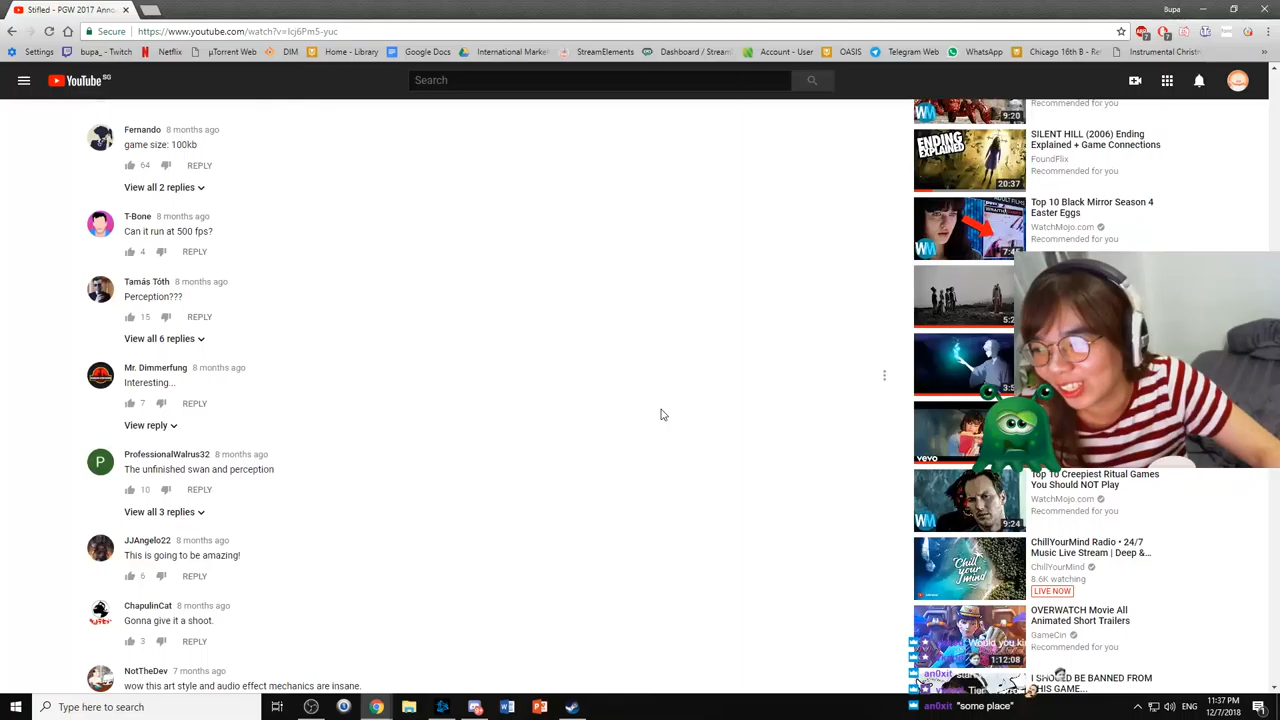 Stifled - PGW 2017 Anno
Bupa
Secure
https://www.youtube.com/watch?v=Icj6Pm5-yuc
Settings
bupa_ - Twitch
Netflix
µTorrent Web
DIM
Home - Library
Google Docs
International Market
StreamElements
Dashboard / Streaml
Account - User
OASIS
Telegram Web
WhatsApp
Chicago 16th B - Re
Instrumental Christ
YouTube SG
Search
Fernando 8 months ago
game size: 100kb
64 REPLY
View all 2 replies
T-Bone 8 months ago
Can it run at 500 fps?
4 REPLY
Tamás Tóth 8 months ago
Perception???
15 REPLY
View all 6 replies
Mr. Dimmerfung 8 months ago
Interesting...
7 REPLY
View reply
P
ProfessionalWalrus32 8 months ago
The unfinished swan and perception
10 REPLY
View all 3 replies
JJAngelo22 8 months ago
This is going to be amazing!
6 REPLY
ChapulinCat 8 months ago
Gonna give it a shoot.
3 REPLY
NotTheDev 7 months ago
wow this art style and audio effect mechanics are insane.
9:20
Recommended for you
ENDING
EXPLAINED
20:37
SILENT HILL (2006) Ending
Explained + Game Connections
FoundFlix
Recommended for you
7:45
Top 10 Black Mirror Season 4
Easter Eggs
WatchMojo.com
Recommended for you
vevo
9:24
Top 10 Creepiest Ritual Games
You Should NOT Play
WatchMojo.com
Recommended for you
Chill
your
mind
ChillYourMind Radio • 24/7
Music Live Stream | Deep &...
ChillYourMind
8.6K watching
LIVE NOW
1:12:08
OVERWATCH Movie All
Animated Short Trailers
GameCin
Recommended for you
I SHOULD BE BANNED FROM
THIS GAME...
Would you
an0xit
Tier
an0xit "some place"
Type here to search
ENG
11:37 PM
12/7/2018